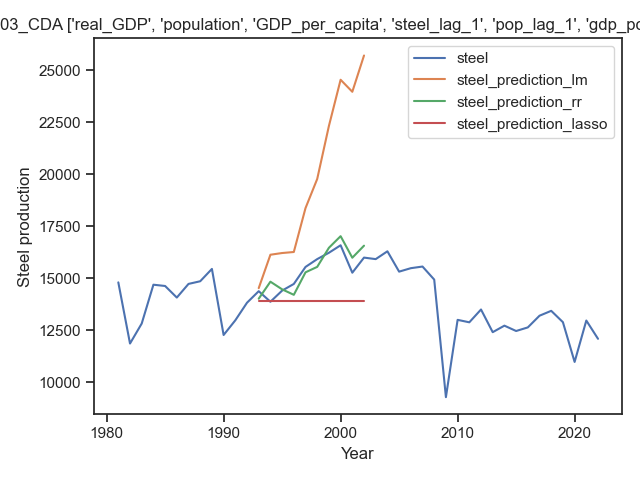 03_CDA ['real_GDP', 'population', 'GDP_per_capita', 'steel_lag_1', 'pop_lag_1', 'gdp_po
steel
steel_prediction_lm
steel_prediction_rr
steel_prediction_lasso
Steel production
25000
22500
20000
17500
15000
12500
10000
1980
1990
2000
2010
2020
Year